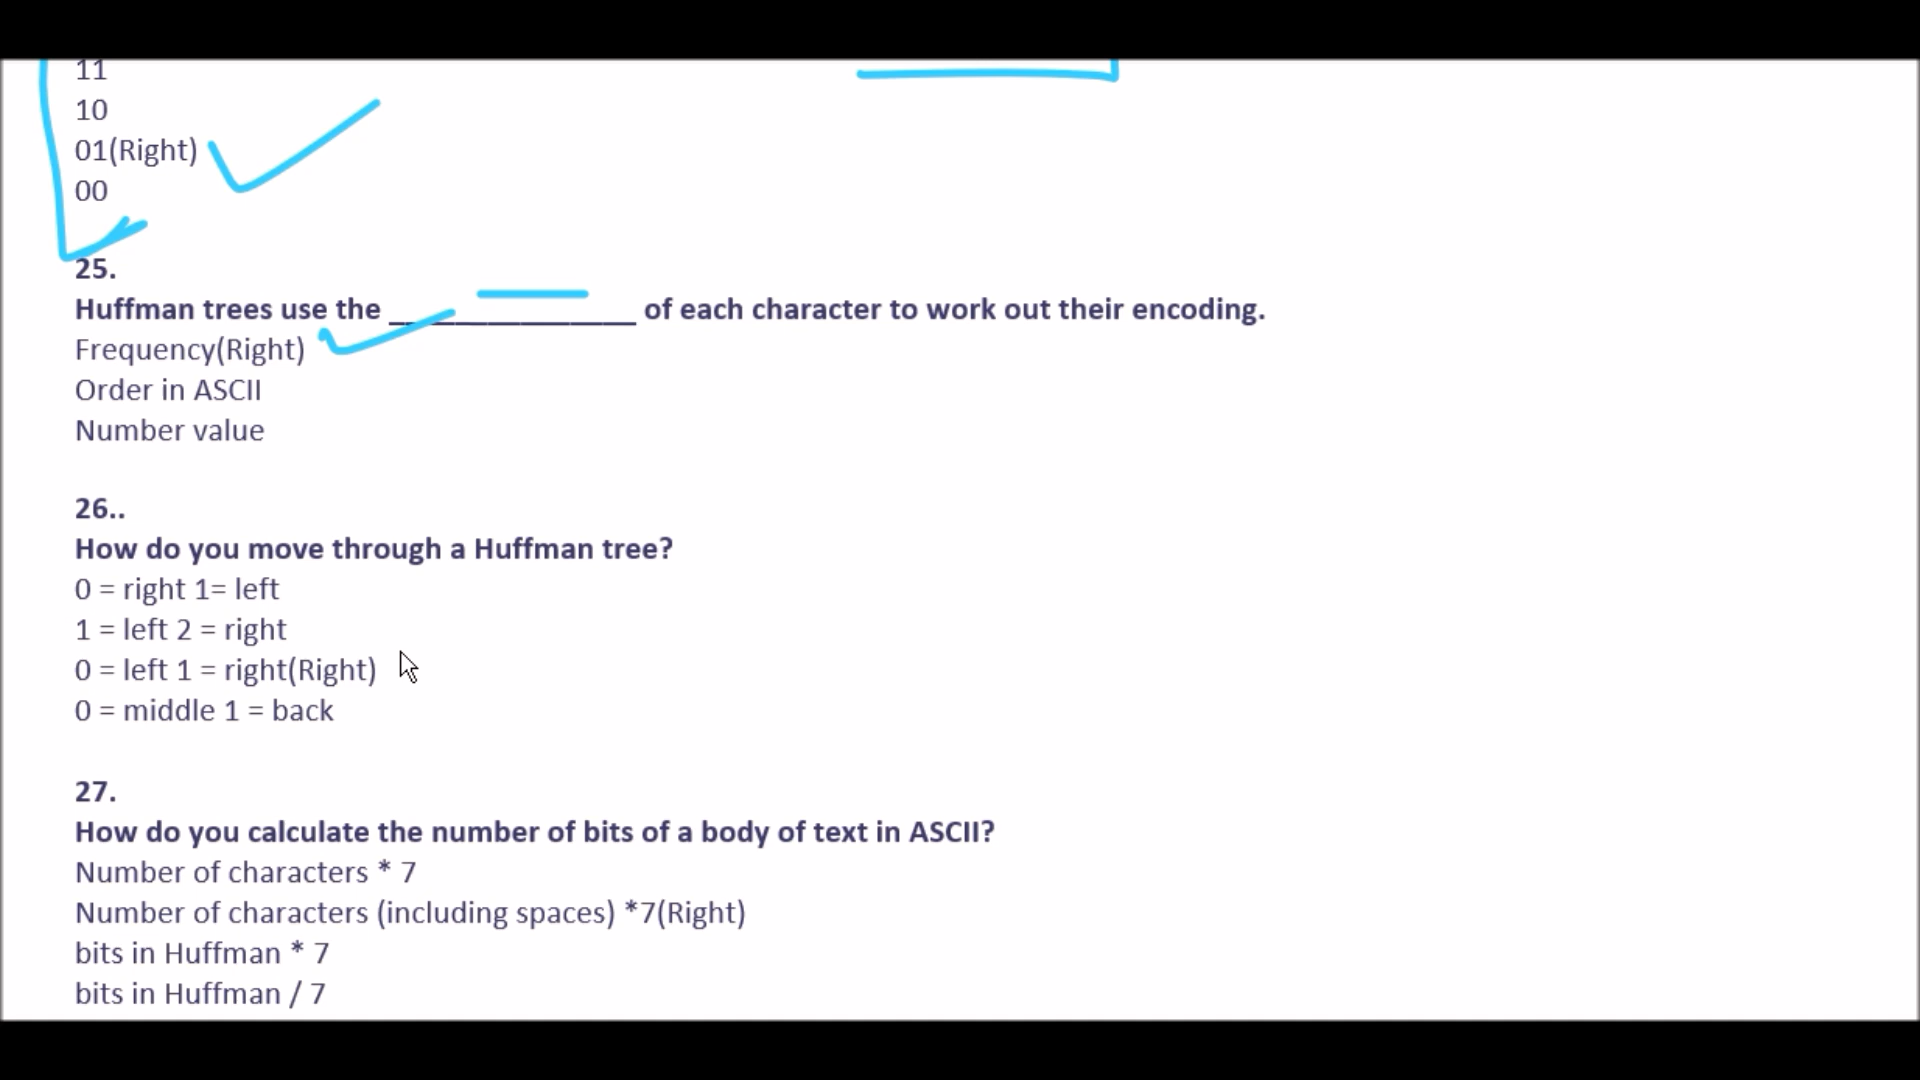 11
10
01(Right)
00
25.
Huffman trees use the _______________ of each character to work out their encoding.
Frequency(Right)
Order in ASCII
Number value
26..
How do you move through a Huffman tree?
0 = right 1= left
1 = left 2 = right
0 = left 1 = right(Right)
0 = middle 1 = back
27.
How do you calculate the number of bits of a body of text in ASCII?
Number of characters * 7
Number of characters (including spaces) *7(Right)
bits in Huffman * 7
bits in Huffman / 7